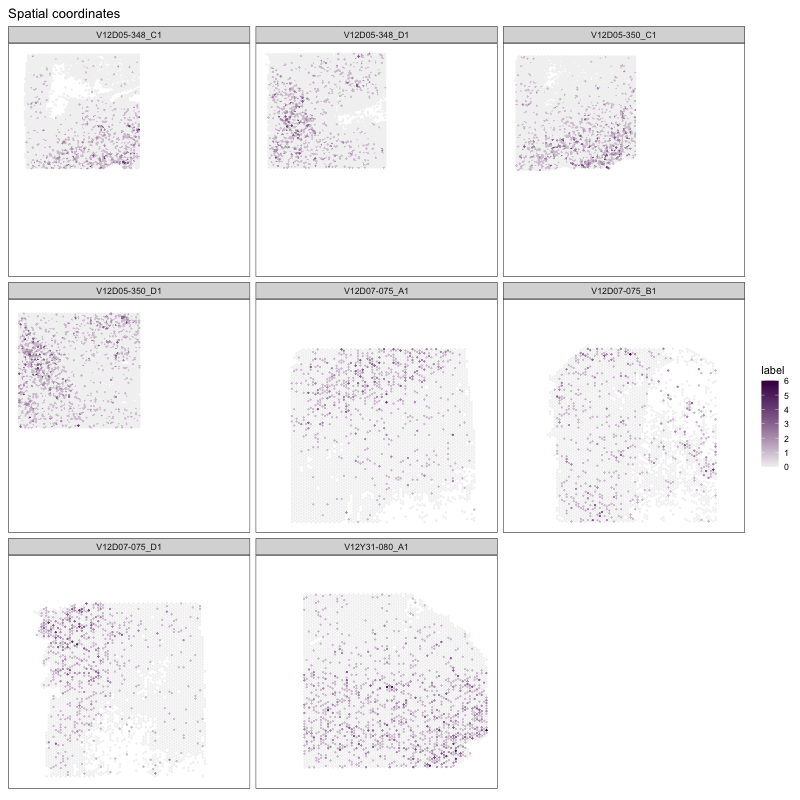 Spatial coordinates
V12D05-348_C1
V12D05-348_D1
V12D05-350_C1
V12D05-350_D1
V12D07-075_A1
V12D07-075_B1
label
6
5
4
3
2
1
0
V12D07-075_D1
V12Y31-080_A1